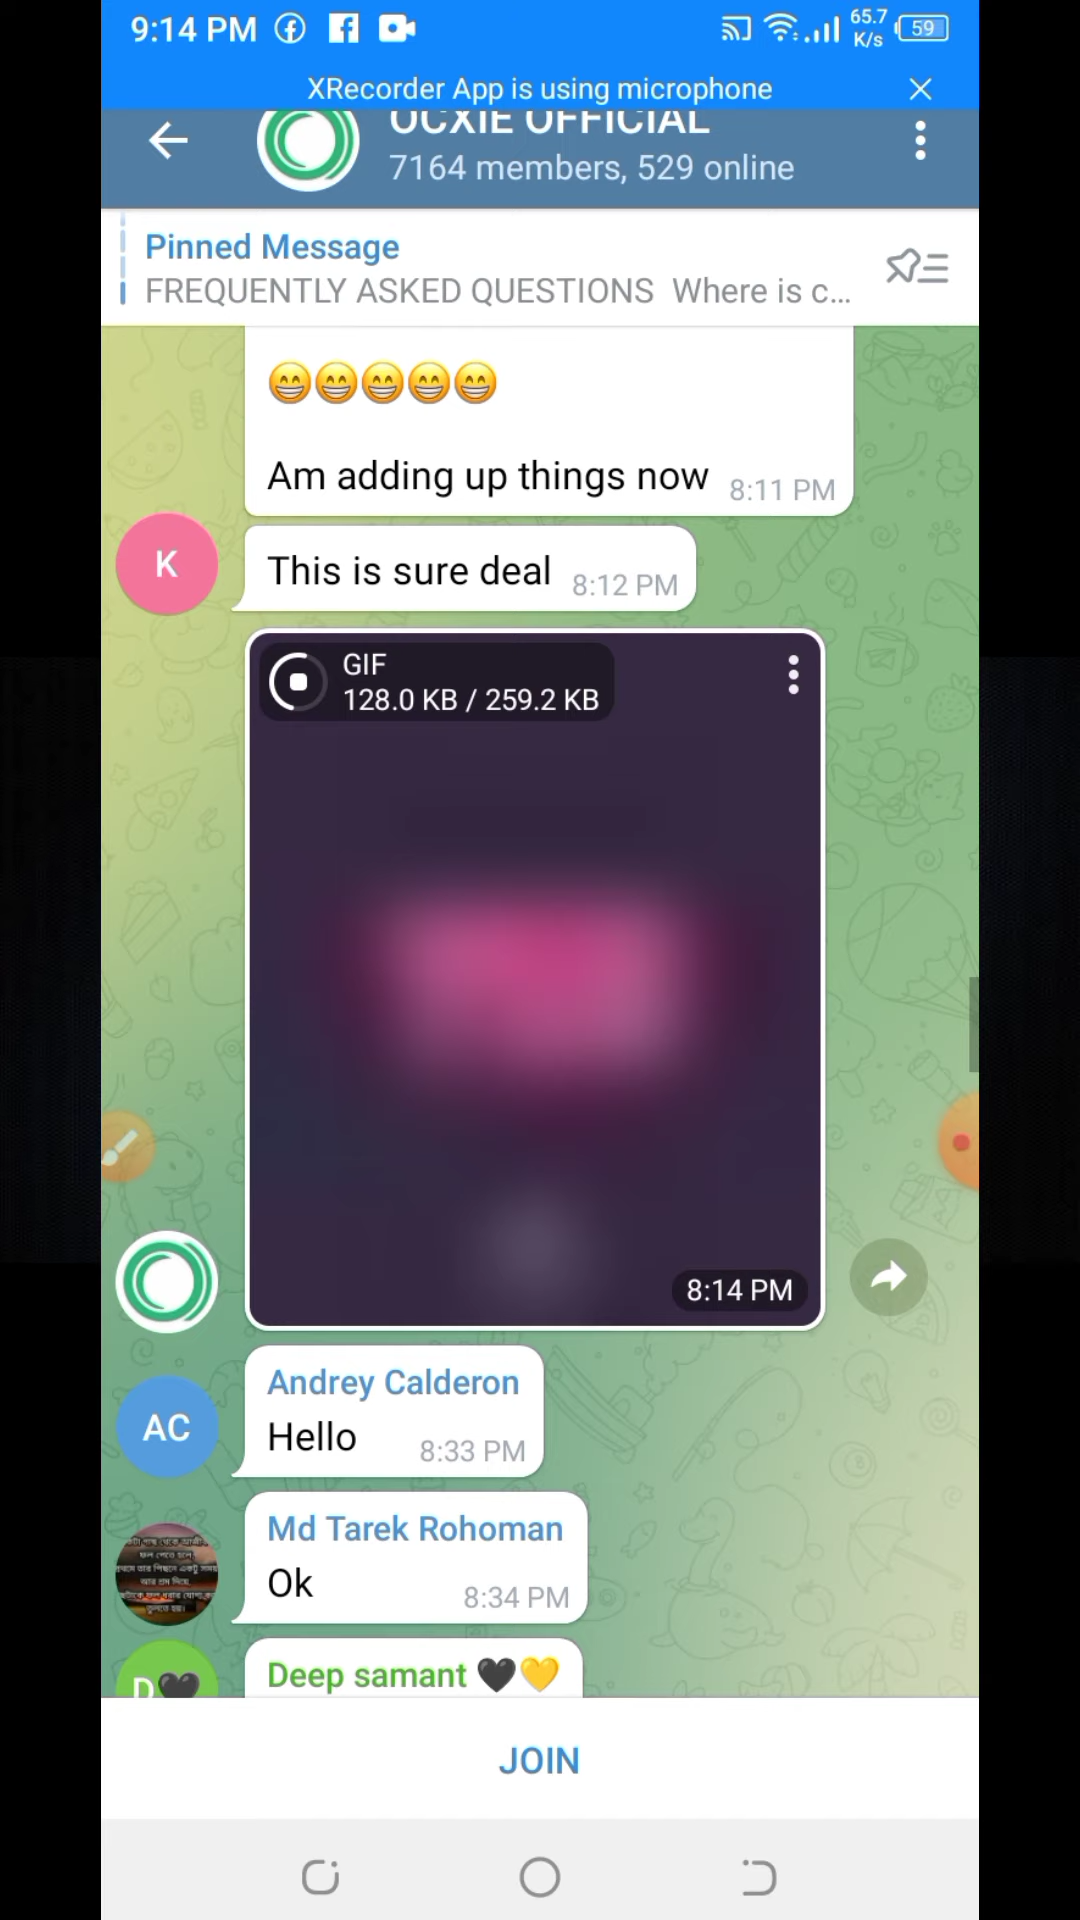 9:14 PM
65.7
K/s
59
XRecorder App is using microphone
OCXIE OFFICIAL
7164 members, 529 online
Pinned Message
FREQUENTLY ASKED QUESTIONS Where is c...
😁😁😁😁😁
Am adding up things now 8:11 PM
K
This is sure deal 8:12 PM
GIF
128.0 KB / 259.2 KB
8:14 PM
Andrey Calderon
AC
Hello 8:33 PM
Md Tarek Rohoman
Ok 8:34 PM
Deep samant 🖤💛
D🖤
JOIN